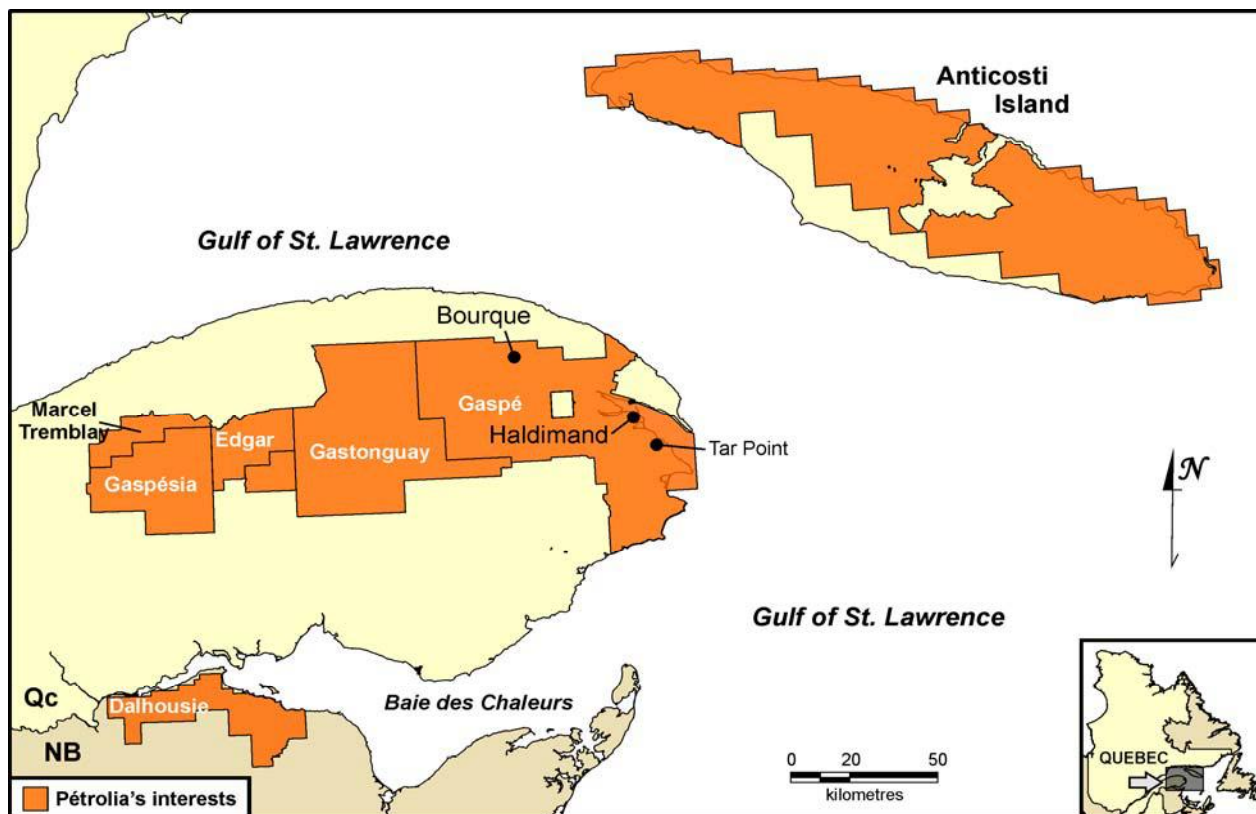 Anticosti
Island
Gulf of St. Lawrence
Bourque
Marcel
Tremblay
Edgar
Gaspé
Haldimand
Tar Point
Gastonguay
Gaspésia
N
Gulf of St. Lawrence
Qc
Dalhousie
Baie des Chaleurs
NB
0 20 50
kilometres
QUEBEC
Pétrolia's interests